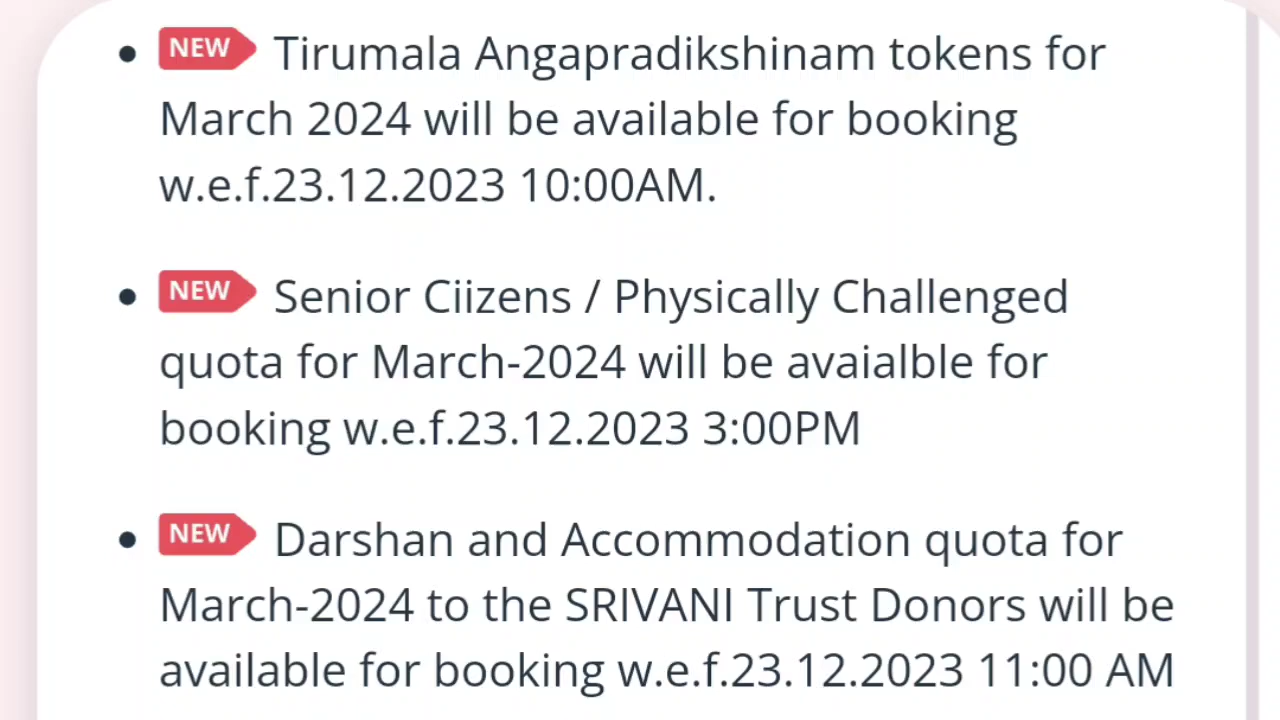 NEW Tirumala Angapradikshinam tokens for
March 2024 will be available for booking
w.e.f.23.12.2023 10:00AM.
NEW Senior Ciizens / Physically Challenged
quota for March-2024 will be avaialble for
booking w.e.f.23.12.2023 3:00PM
NEW Darshan and Accommodation quota for
March-2024 to the SRIVANI Trust Donors will be
available for booking w.e.f.23.12.2023 11:00 AM